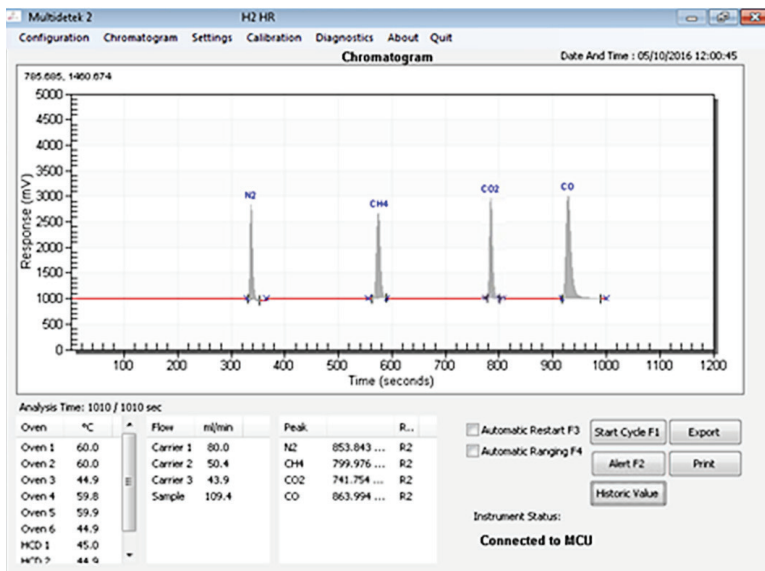 Multidetek 2 H2 HR
Configuration Chromatogram Settings Calibration Diagnostics About Quit
Chromatogram Date And Time : 05/10/2016 12:00:45
785.685, 1460.674
5000
4500
4000
3500
3000
2500
2000
1500
1000
500
0
Response (mV)
N2
CH4
CO2
CO
100 200 300 400 500 600 700 800 900 1000 1100 1200
Time (seconds)
Analysis Time: 1010 / 1010 sec
Oven °C
Oven 1 60.0
Oven 2 60.0
Oven 3 44.9
Oven 4 59.8
Oven 5 59.9
Oven 6 44.9
HCD 1 45.0
HCD 2 44.9
Flow ml/min
Carrier 1 80.0
Carrier 2 50.4
Carrier 3 43.9
Sample 109.4
Peak R...
N2 853.843 ... R2
CH4 799.976 ... R2
CO2 741.754 ... R2
CO 863.994 ... R2
Automatic Restart F3
Automatic Ranging F4
Start Cycle F1 Export
Alert F2 Print
Historic Value
Instrument Status:
Connected to MCU